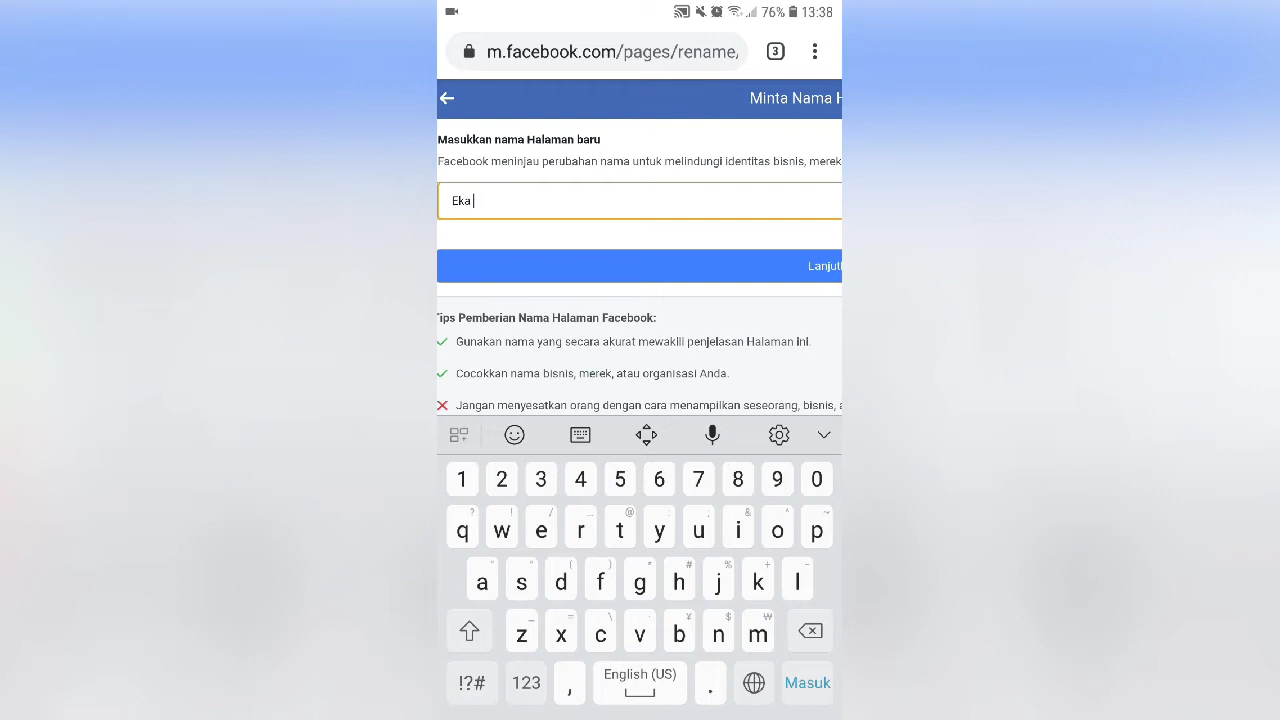 76% 13:38
m.facebook.com/pages/rename,
3
Minta Nama H
Masukkan nama Halaman baru
Facebook meninjau perubahan nama untuk melindungi identitas bisnis, merek
Eka
Lanjut
Tips Pemberian Nama Halaman Facebook:
Gunakan nama yang secara akurat mewakili penjelasan Halaman ini.
Cocokkan nama bisnis, merek, atau organisasi Anda.
Jangan menyesatkan orang dengan cara menampilkan seseorang, bisnis, a
1 2 3 4 5 6 7 8 9 0
q w e r t y u i o p
a s d f g h j k l
z x c v b n m
!?# 123 , English (US) . Masuk